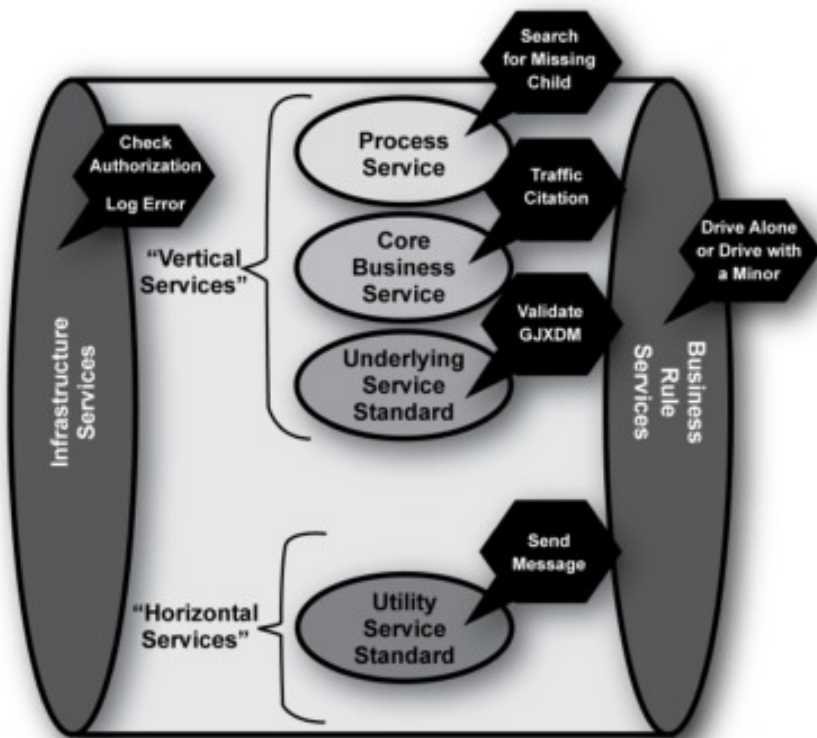 Search
for Missing
Child
Check
Authorization
Log Error
Process
Service
Traffic
Citation
"Vertical
Services"
Core
Business
Service
Drive Alone
or Drive with
a Minor
Validate
GJXDM
Underlying
Service
Standard
Infrastructure
Services
Business
Rule
Services
Send
Message
"Horizontal
Services"
Utility
Service
Standard